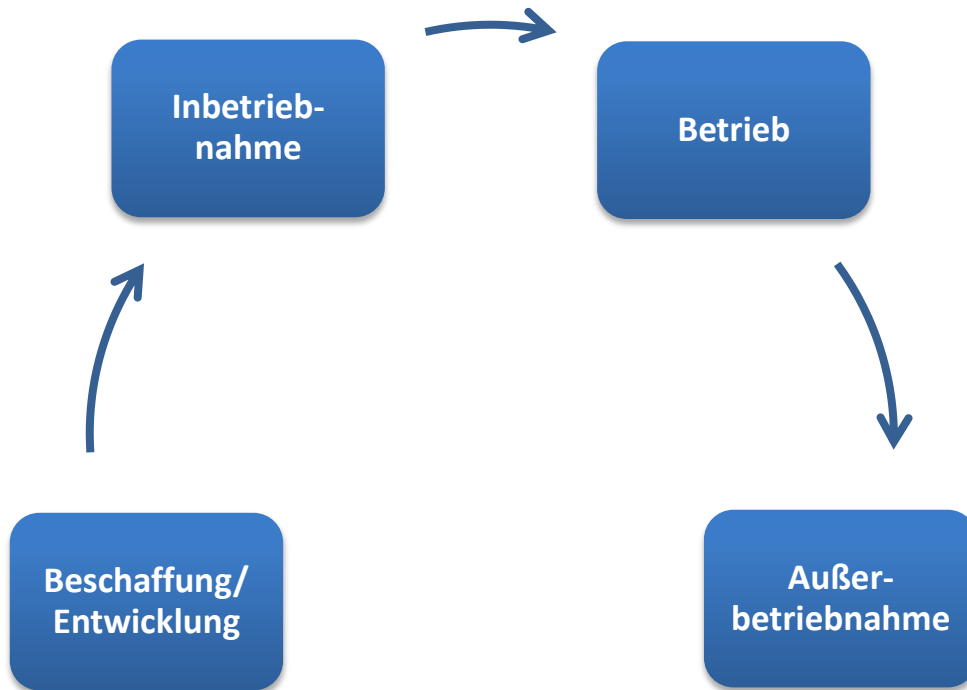 Inbetrieb-
nahme
Betrieb
Beschaffung/
Entwicklung
Außer-
betriebnahme